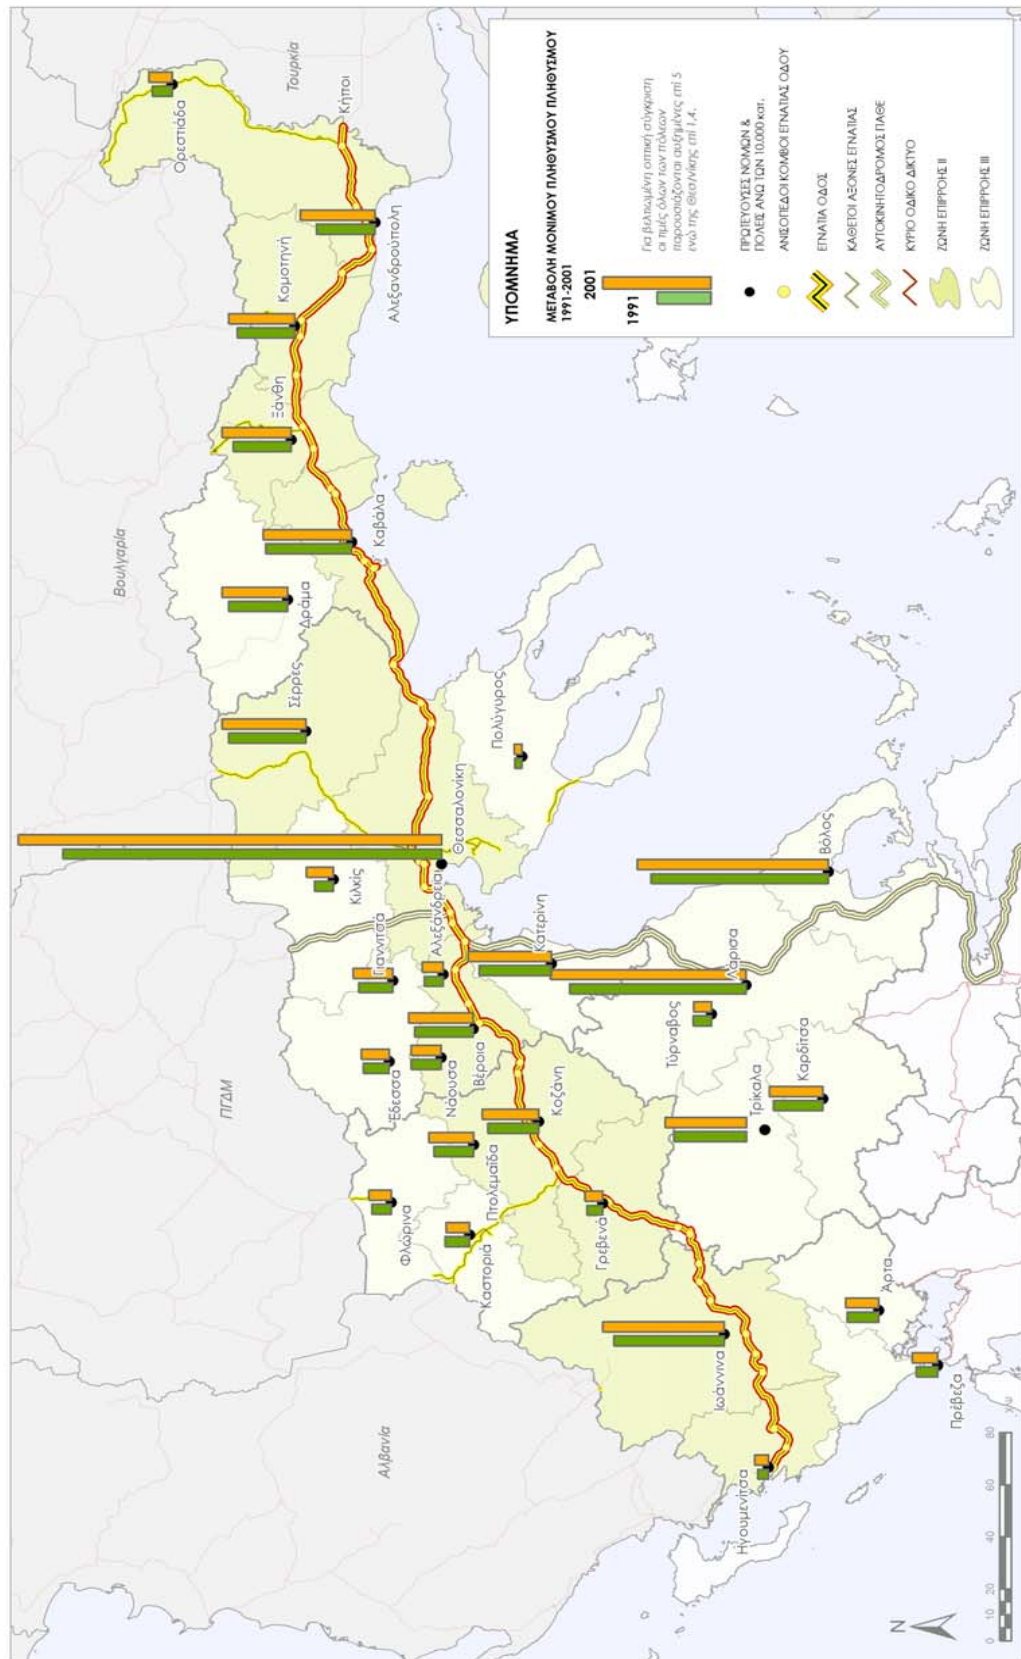 Βουλγαρία
Τουρκία
ΠΓΔΜ
Αλβανία
Ορεστιάδα
Κήποι
Αλεξανδρούπολη
Κομοτηνή
Ξάνθη
Καβάλα
Δράμα
Σέρρες
Πολύγυρος
Θεσσαλονίκη
Κιλκίς
Γιαννιτσά
Αλεξάνδρεια
Κατερίνη
Βόλος
Λάρισα
Τύρναβος
Καρδίτσα
Τρίκαλα
Έδεσσα
Νάουσα
Βέροια
Κοζάνη
Πτολεμαΐδα
Φλώρινα
Καστοριά
Γρεβενά
Ιωάννινα
Άρτα
Πρέβεζα
Ηγουμενίτσα
N
0 10 20 40 60 80
Χλμ
ΥΠΟΜΝΗΜΑ
ΜΕΤΑΒΟΛΗ ΜΟΝΙΜΟΥ ΠΛΗΘΥΣΜΟΥ ΠΛΗΘΥΣΜΟΥ
1991-2001
2001
1991
Για βελτιωμένη οπτική σύγκριση
οι τιμές όλων των πόλεων
παρουσιάζονται αυξημένες επί 5
ενώ της Θεσ/νίκης επί 1,4.
ΠΡΩΤΕΥΟΥΣΕΣ ΝΟΜΩΝ &
ΠΟΛΕΙΣ ΑΝΩ ΤΩΝ 10.000 κατ.
ΑΝΙΣΟΠΕΔΟΙ ΚΟΜΒΟΙ ΕΓΝΑΤΙΑΣ ΟΔΟΥ
ΕΓΝΑΤΙΑ ΟΔΟΣ
ΚΑΘΕΤΟΙ ΑΞΟΝΕΣ ΕΓΝΑΤΙΑΣ
ΑΥΤΟΚΙΝΗΤΟΔΡΟΜΟΣ ΠΑΘΕ
ΚΥΡΙΟ ΟΔΙΚΟ ΔΙΚΤΥΟ
ΖΩΝΗ ΕΠΙΡΡΟΗΣ ΙΙ
ΖΩΝΗ ΕΠΙΡΡΟΗΣ ΙΙΙ